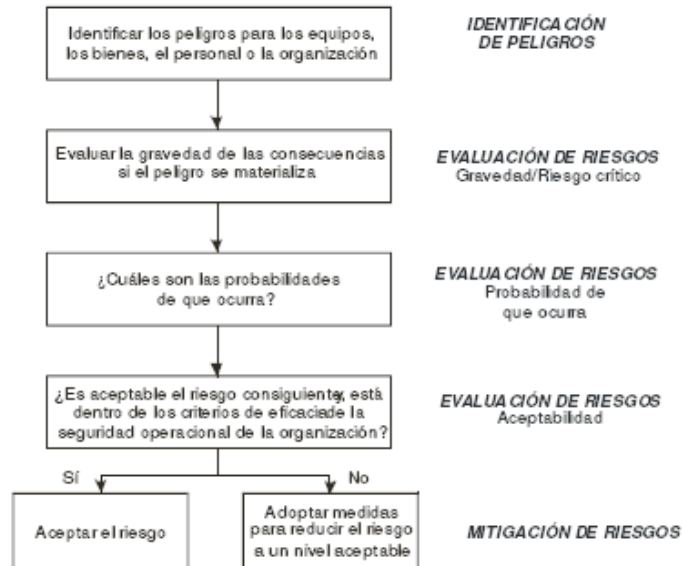 Identificar los peligros para los equipos,
los bienes, el personal o la organización
IDENTIFICACIÓN
DE PELIGROS
Evaluar la gravedad de las consecuencias
si el peligro se materializa
EVALUACIÓN DE RIESGOS
Gravedad/Riesgo crítico
¿Cuáles son las probabilidades
de que ocurra?
EVALUACIÓN DE RIESGOS
Probabilidad de
que ocurra
¿Es aceptable el riesgo consiguientey, está
dentro de los criterios de eficaciade la
seguridad operacional de la organización?
EVALUACIÓN DE RIESGOS
Aceptabilidad
Sí
No
Aceptar el riesgo
Adoptar medidas
para reducir el riesgo
a un nivel aceptable
MITIGACIÓN DE RIESGOS